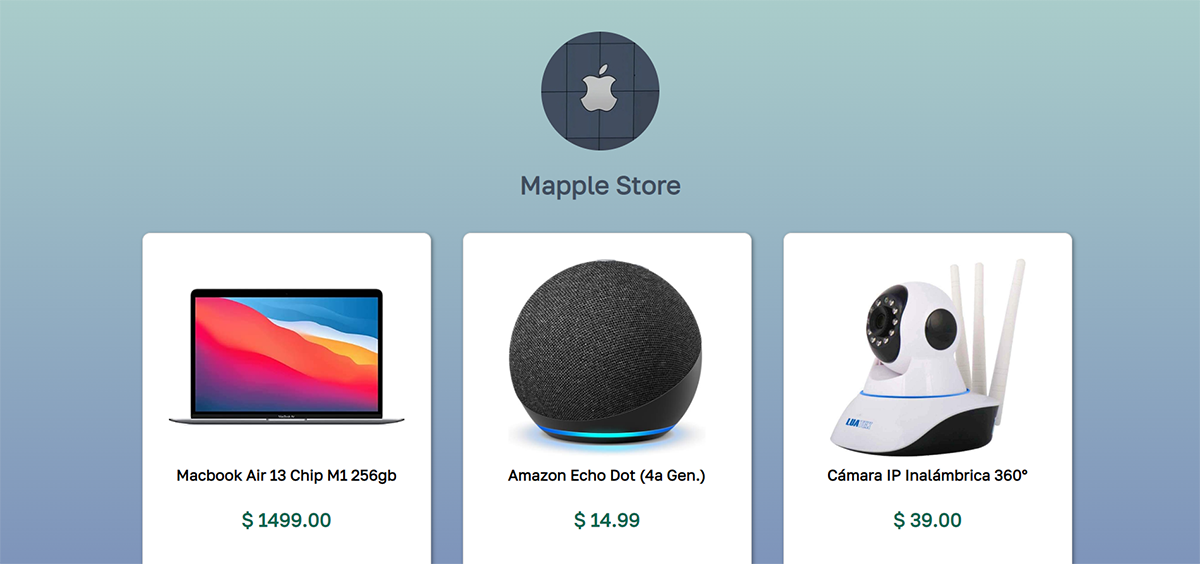 Mapple Store
Macbook Air 13 Chip M1 256gb
Amazon Echo Dot (4a Gen.)
Cámara IP Inalámbrica 360°
$ 1499.00
$ 14.99
$ 39.00